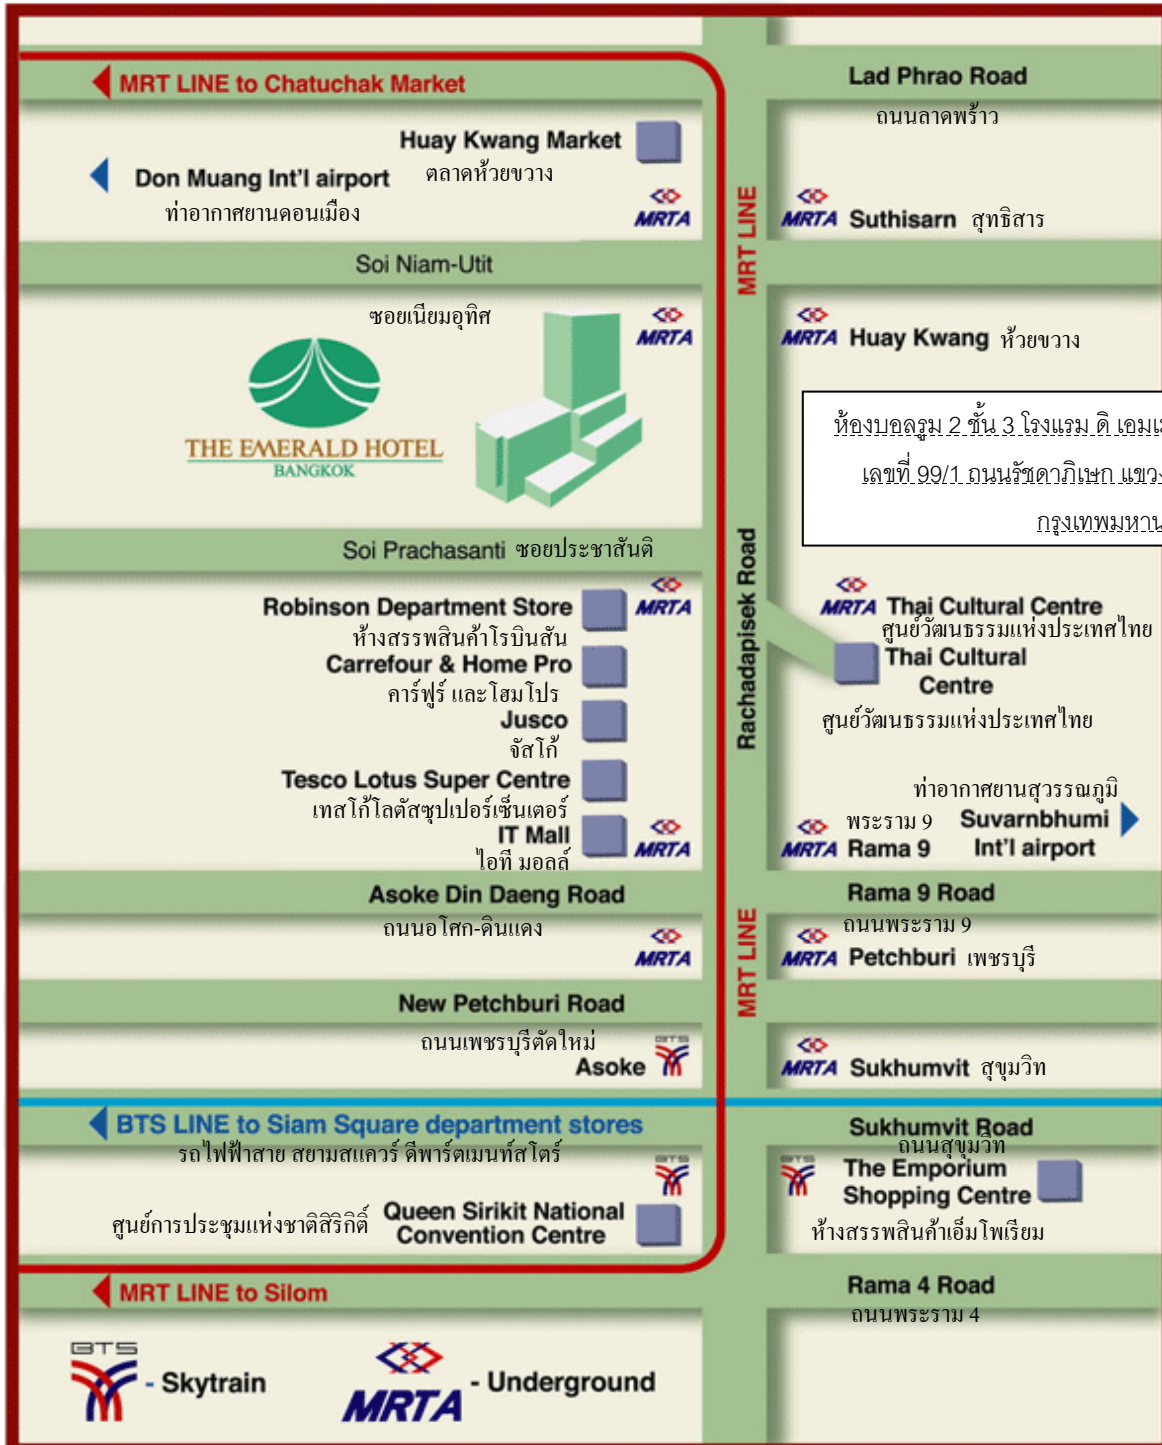 MRT LINE to Chatuchak Market
Lad Phrao Road
ถนนลาดพร้าว
Huay Kwang Market
ตลาดห้วยขวาง
Don Muang Int'l airport
ท่าอากาศยานดอนเมือง
MRTA
MRT LINE
MRTA Suthisarn สุทธิสาร
Soi Niam-Utit
ซอยเนียมอุทิศ
MRTA
MRTA Huay Kwang ห้วยขวาง
THE EMERALD HOTEL
BANGKOK
ห้องบอลรูม 2 ชั้น 3 โรงแรม ดิ เอมเม
เลขที่ 99/1 ถนนรัชดาภิเษก แขวง
กรุงเทพมหาน
Soi Prachasanti ซอยประชาสันติ
Rachadapisek Road
Robinson Department Store
MRTA
ห้างสรรพสินค้าโรบินสัน
Carrefour & Home Pro
คาร์ฟูร์ และโฮมโปร
Jusco
จัสโก้
Tesco Lotus Super Centre
เทสโก้โลตัสซุปเปอร์เซ็นเตอร์
IT Mall
ไอที มอลล์
MRTA
MRTA Thai Cultural Centre
ศูนย์วัฒนธรรมแห่งประเทศไทย
Thai Cultural
Centre
ศูนย์วัฒนธรรมแห่งประเทศไทย
ท่าอากาศยานสุวรรณภูมิ
พระราม 9
MRTA Rama 9
Suvarnbhumi
Int'l airport
Asoke Din Daeng Road
ถนนอโศก-ดินแดง
MRTA
MRT LINE
Rama 9 Road
ถนนพระราม 9
MRTA Petchburi เพชรบุรี
New Petchburi Road
ถนนเพชรบุรีตัดใหม่
Asoke
BTS
MRTA Sukhumvit สุขุมวิท
BTS LINE to Siam Square department stores
รถไฟฟ้าสาย สยามสแควร์ ดีพาร์ตเมนท์สโตร์
Sukhumvit Road
ถนนสุขุมวิท
BTS
BTS
The Emporium
Shopping Centre
ห้างสรรพสินค้าเอ็มโพเรียม
ศูนย์การประชุมแห่งชาติสิริกิติ์
Queen Sirikit National
Convention Centre
MRT LINE to Silom
Rama 4 Road
ถนนพระราม 4
BTS - Skytrain
MRTA - Underground